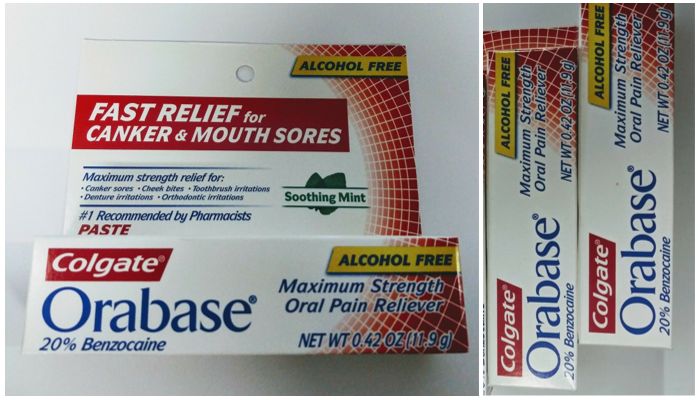 ALCOHOL FREE
FAST RELIEF for
CANKER & MOUTH SORES
Maximum strength relief for:
• Canker sores • Cheek bites • Toothbrush irritations
• Denture irritations • Orthodontic irritations
Soothing Mint
#1 Recommended by Pharmacists
PASTE
Colgate®
ALCOHOL FREE
Orabase®
Maximum Strength
Oral Pain Reliever
20% Benzocaine
NET WT 0.42 OZ (11.9 g)
Colgate®
ALCOHOL FREE
Orabase®
Maximum Strength
Oral Pain Reliever
20% Benzocaine
NET WT 0.42 OZ (11.9 g)
Colgate®
ALCOHOL FREE
Orabase®
Maximum Strength
Oral Pain Reliever
20% Benzocaine
NET WT 0.42 OZ (11.9 g)